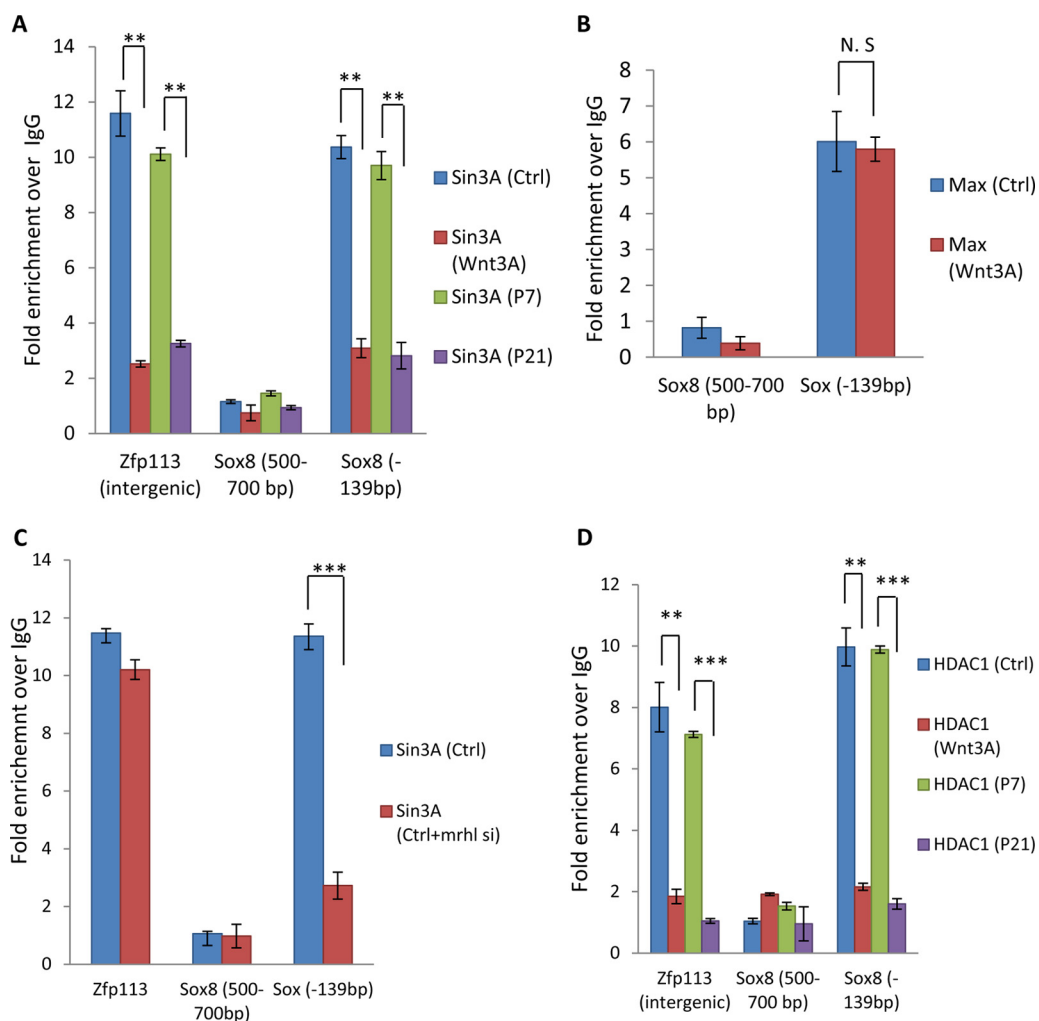 A
Fold enrichment over IgG
14
12
10
8
6
4
2
0
**
**
**
**
Zfp113
(intergenic)
Sox8 (500-
700 bp)
Sox8 (-
139bp)
Sin3A (Ctrl)
Sin3A
(Wnt3A)
Sin3A (P7)
Sin3A (P21)
B
Fold enrichment over IgG
8
7
6
5
4
3
2
1
0
N. S
Sox8 (500-700
bp)
Sox (-139bp)
Max (Ctrl)
Max
(Wnt3A)
C
Fold enrichemnt over IgG
14
12
10
8
6
4
2
0
***
Zfp113
Sox8 (500-
700bp)
Sox (-139bp)
Sin3A (Ctrl)
Sin3A
(Ctrl+mrhl si)
D
Fold enrichment over IgG
12
10
8
6
4
2
0
**
***
**
***
Zfp113
(intergenic)
Sox8 (500-
700 bp)
Sox8 (-
139bp)
HDAC1 (Ctrl)
HDAC1
(Wnt3A)
HDAC1 (P7)
HDAC1 (P21)